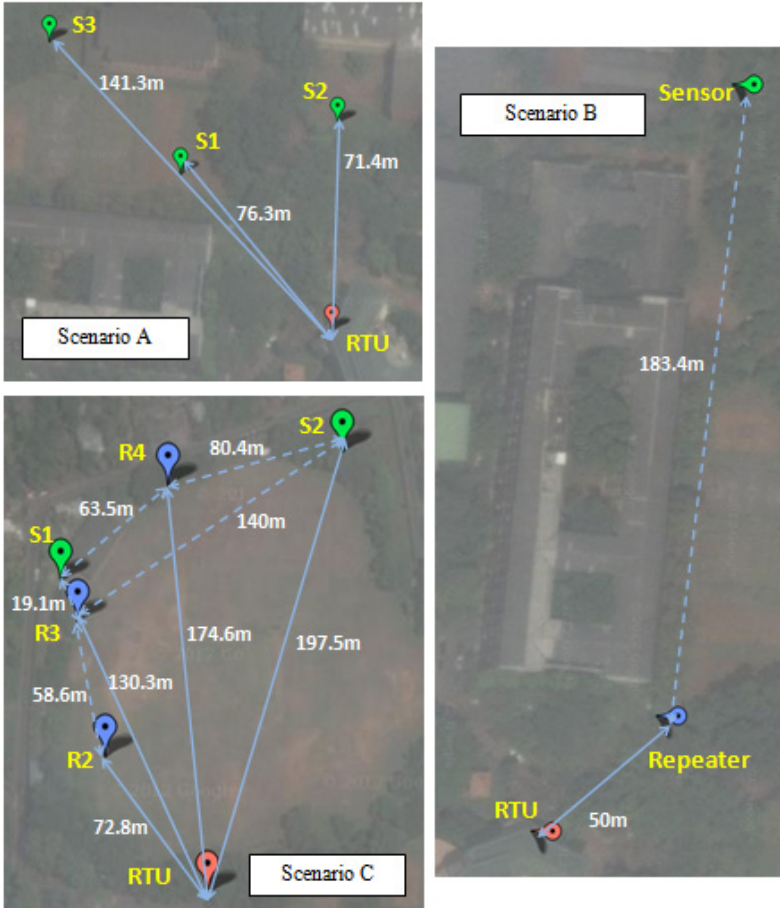 S3
141.3m
S2
S1
71.4m
76.3m
Scenario A
RTU
Sensor
Scenario B
183.4m
Repeater
RTU
50m
S2
R4
80.4m
63.5m
140m
S1
19.1m
R3
174.6m
197.5m
130.3m
58.6m
R2
72.8m
RTU
Scenario C